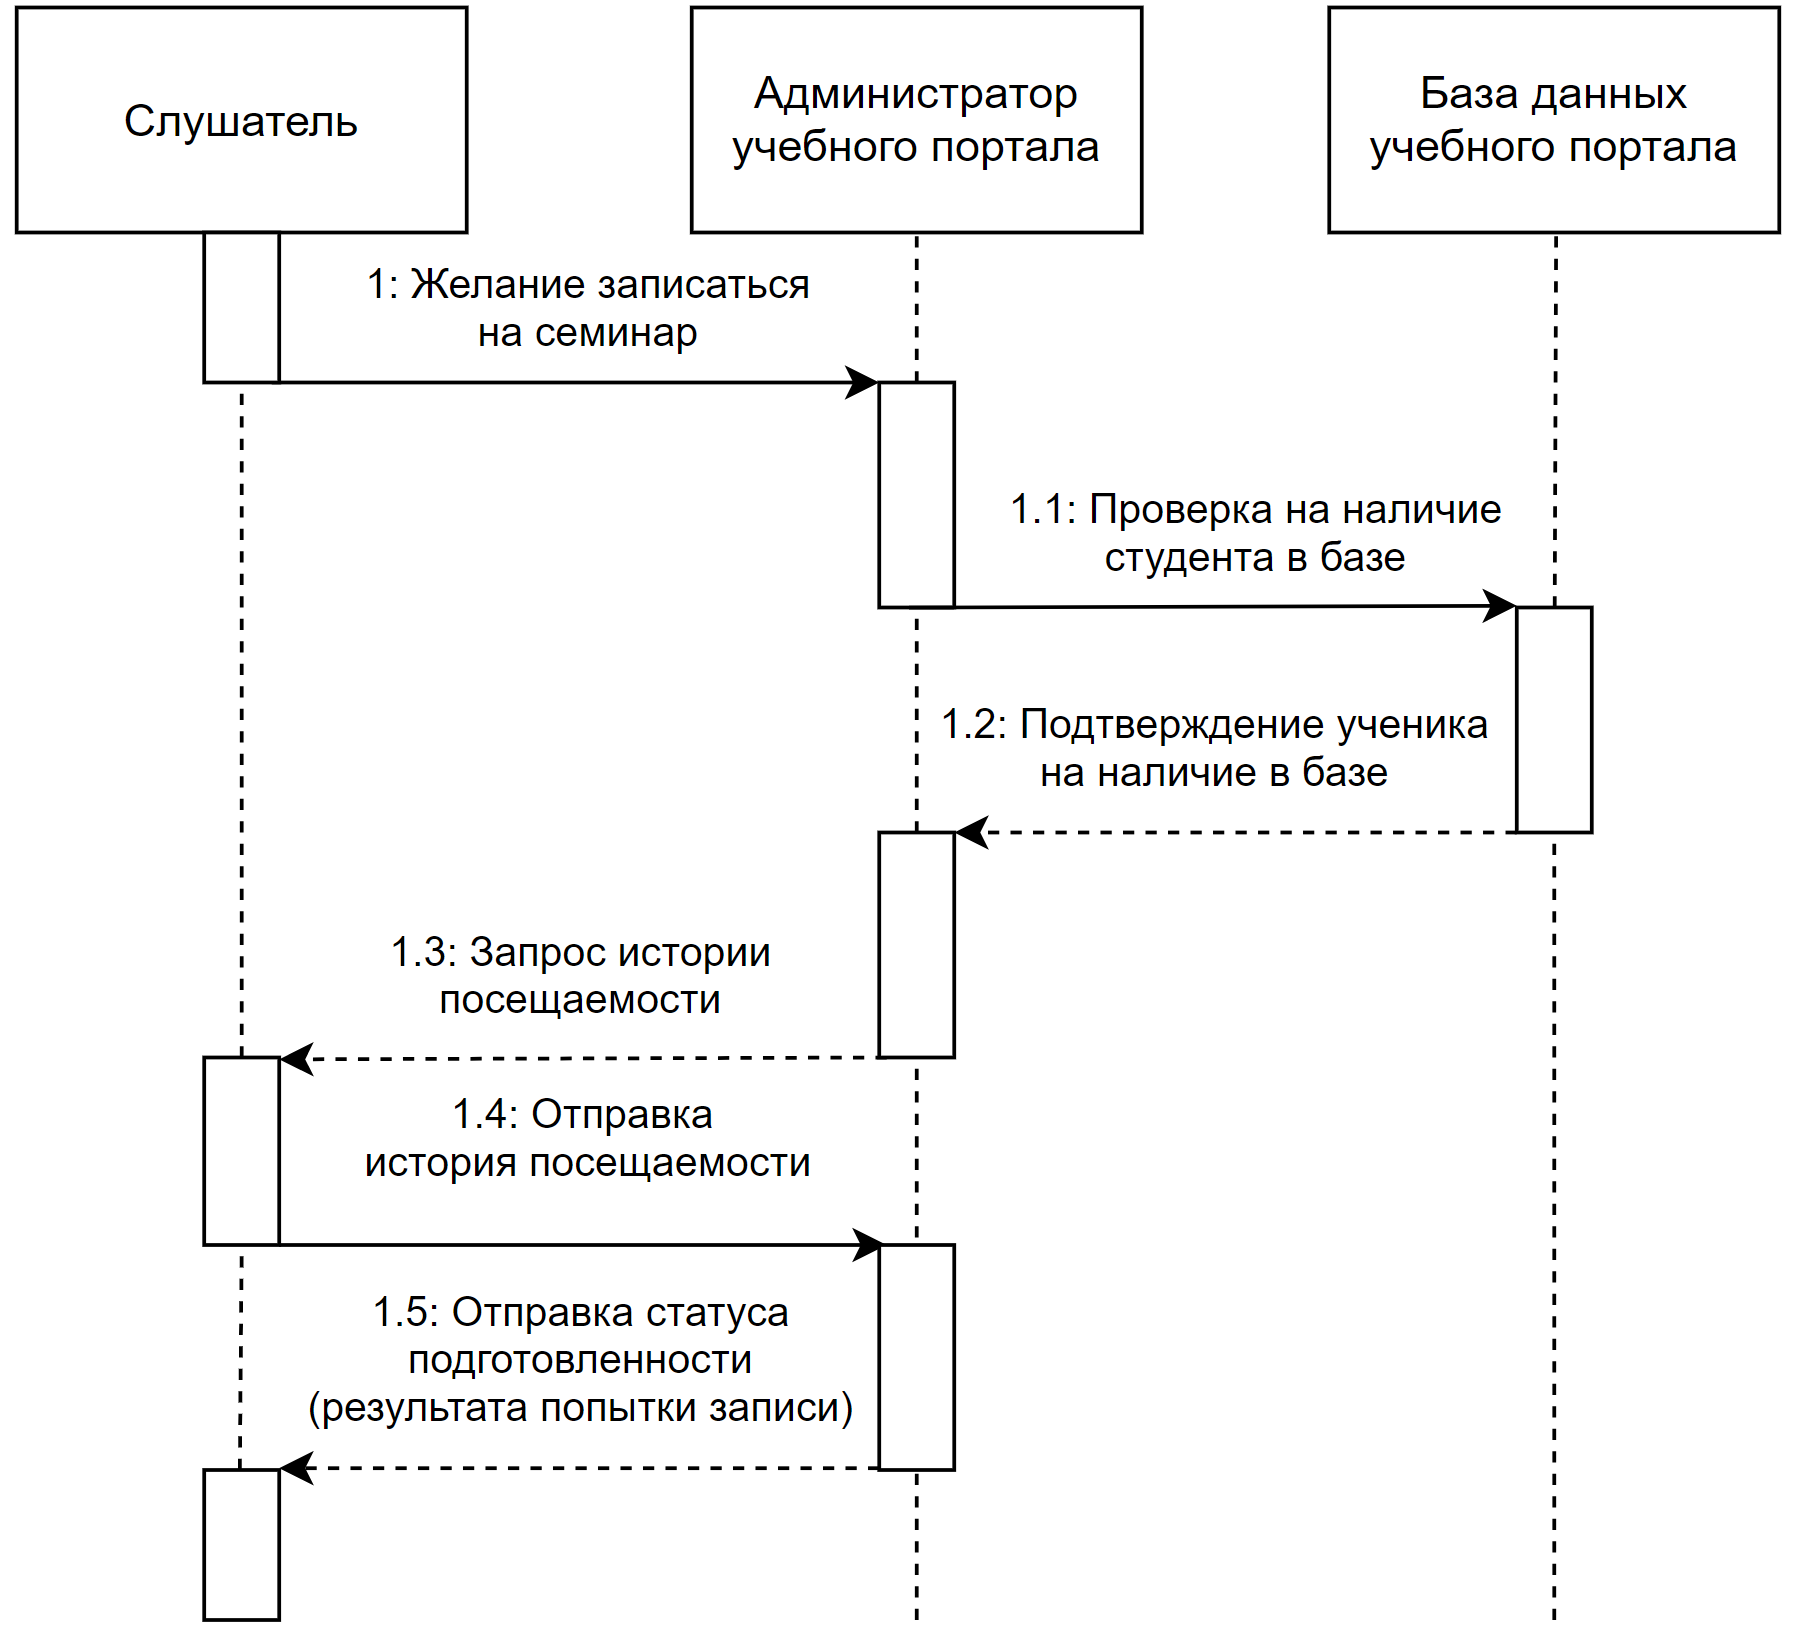 Слушатель
Администратор
учебного портала
База данных
учебного портала
1: Желание записаться
на семинар
1.1: Проверка на наличие
студента в базе
1.2: Подтверждение ученика
на наличие в базе
1.3: Запрос истории
посещаемости
1.4: Отправка
история посещаемости
1.5: Отправка статуса
подготовленности
(результата попытки записи)